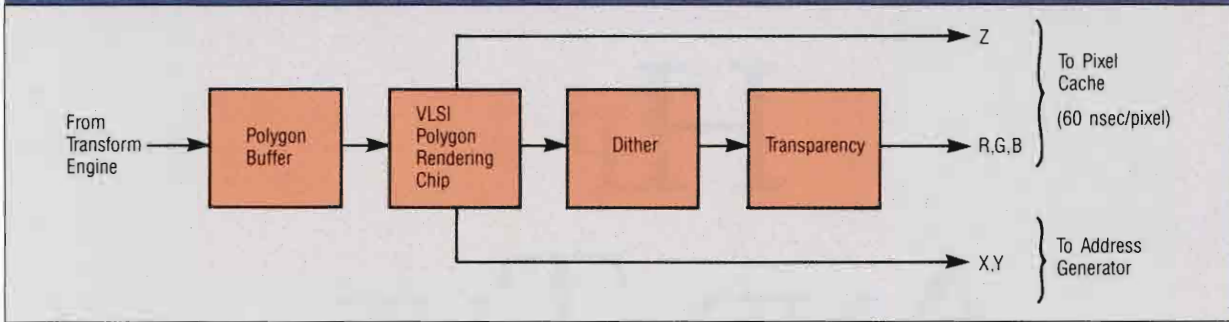 From
Transform
Engine
Polygon
Buffer
VLSI
Polygon
Rendering
Chip
Dither
Transparency
Z
R,G,B
X,Y
To Pixel
Cache
(60 nsec/pixel)
To Address
Generator